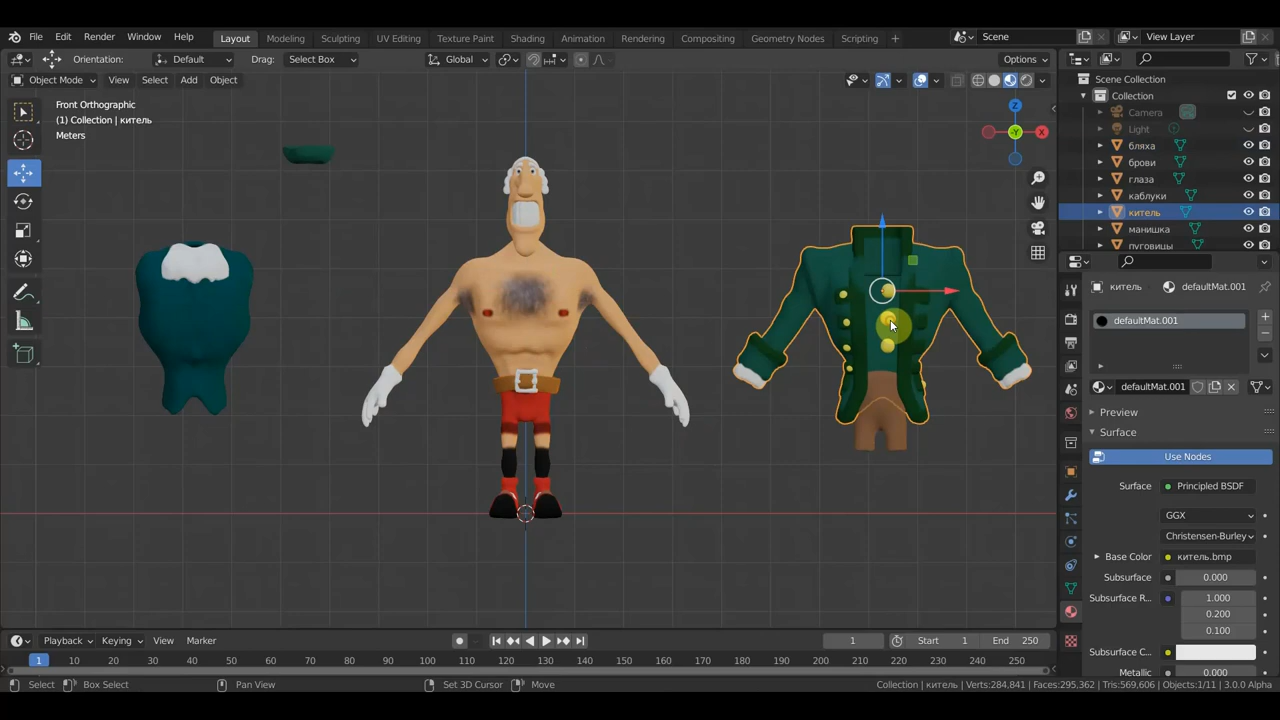 File Edit Render Window Help Layout Modeling Sculpting UV Editing Texture Paint Shading Animation Rendering Compositing Geometry Nodes Scripting + Scene View Layer
Orientation: Default Drag: Select Box Global Options
Object Mode View Select Add Object
Front Orthographic
(1) Collection | китель
Meters
Z
X
-Y
Scene Collection
Collection
Camera
Light
бляха
брови
глаза
каблуки
китель
манишка
пуговицы
китель defaultMat.001
defaultMat.001
defaultMat.001
Preview
Surface
Use Nodes
Surface Principled BSDF
GGX
Christensen-Burley
Base Color китель.bmp
Subsurface 0.000
Subsurface R... 1.000
0.200
0.100
Subsurface C...
Metallic 0.000
Playback Keying View Marker 1 Start 1 End 250
1 10 20 30 40 50 60 70 80 90 100 110 120 130 140 150 160 170 180 190 200 210 220 230 240 250
Select Box Select Pan View Set 3D Cursor Move Collection | китель | Verts:284,841 | Faces:295,362 | Tris:569,606 | Objects:1/11 | 3.0.0 Alpha